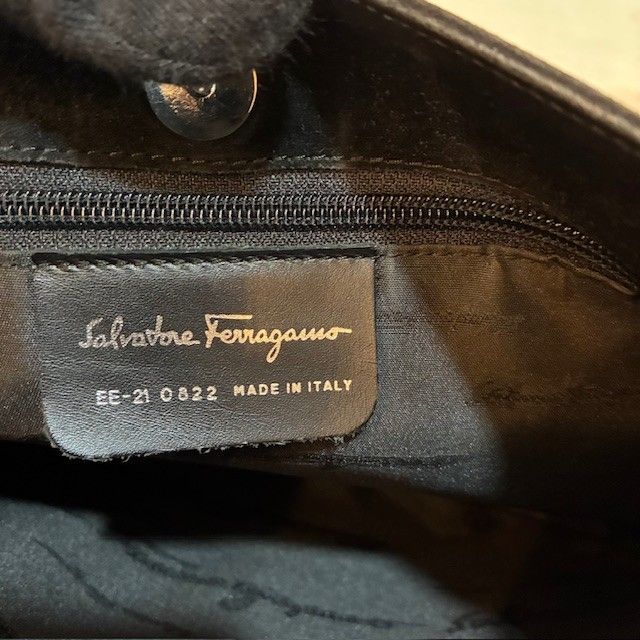 Salvatore Ferragamo
EE-21 0822 MADE IN ITALY